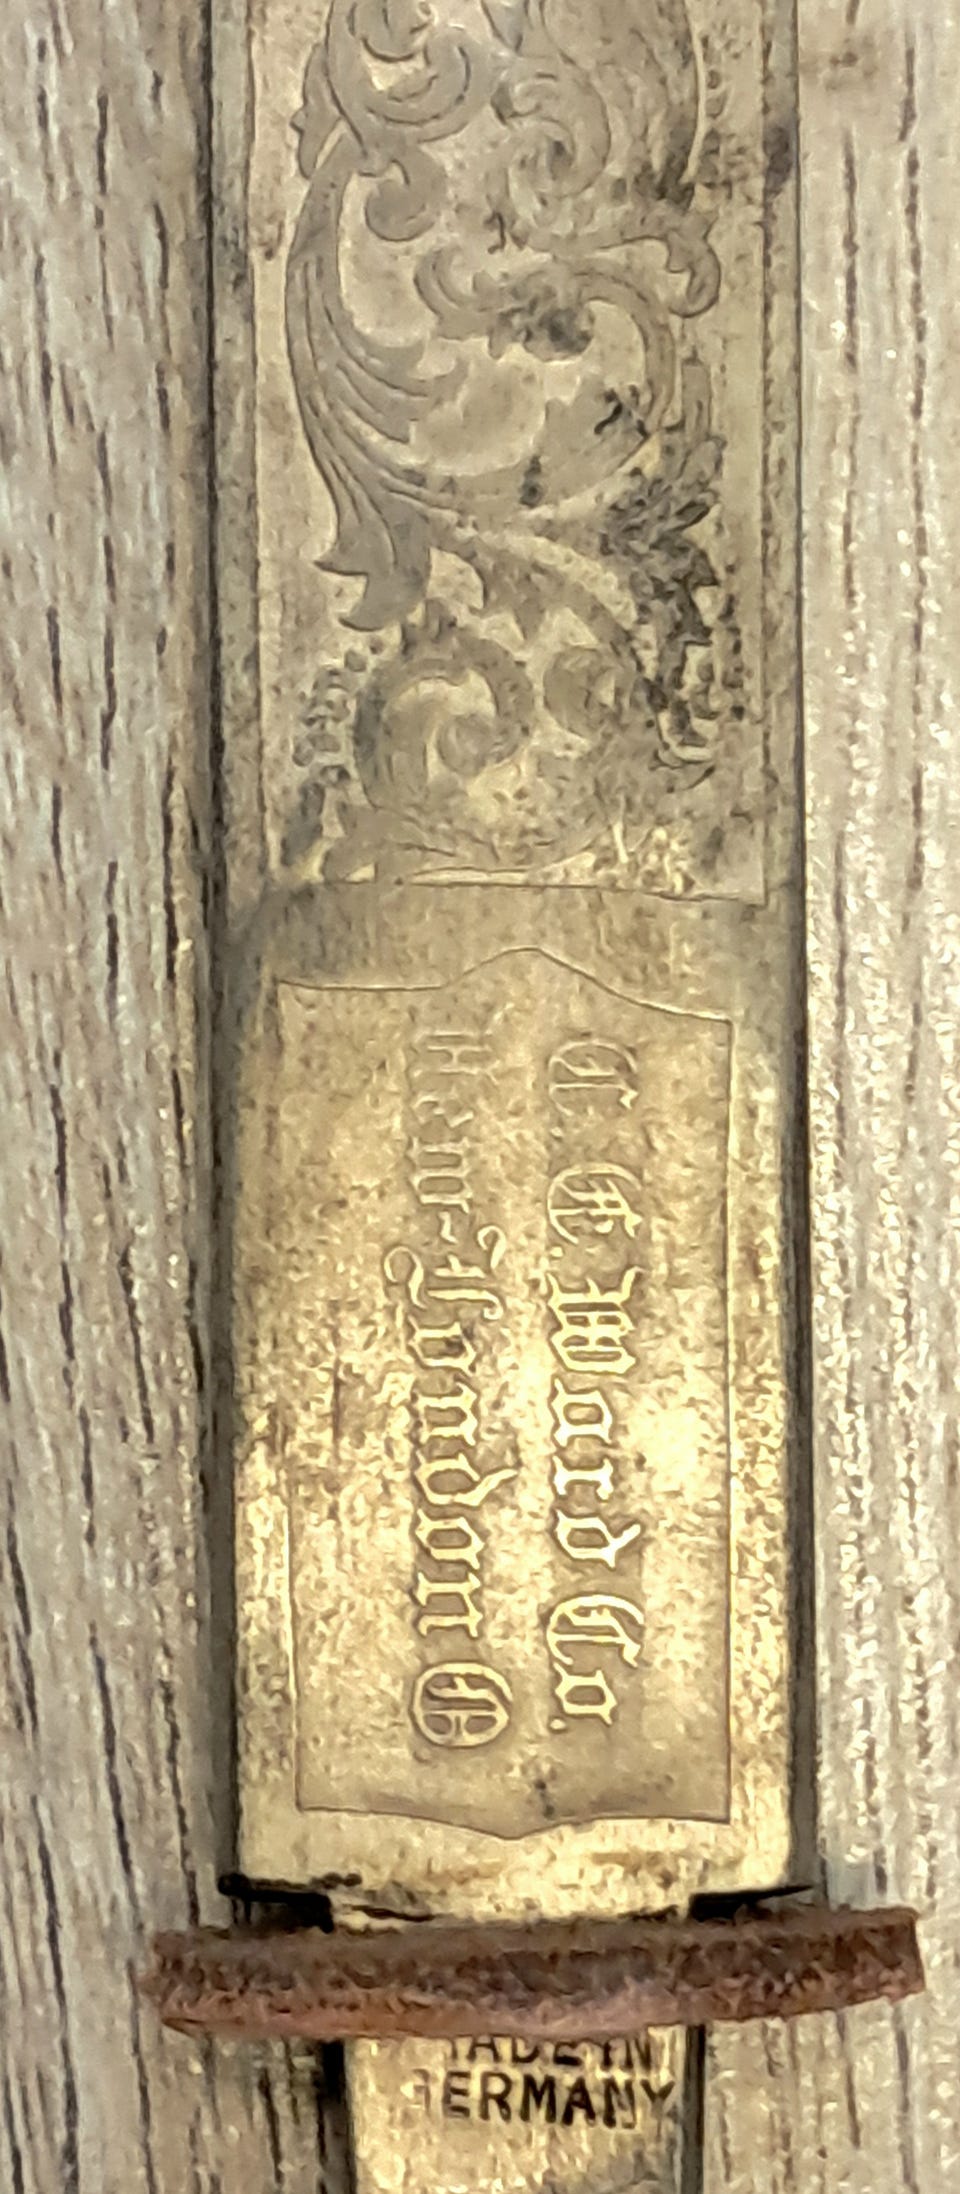 C. E. Ward Co.
New-London O
MADE IN
GERMANY